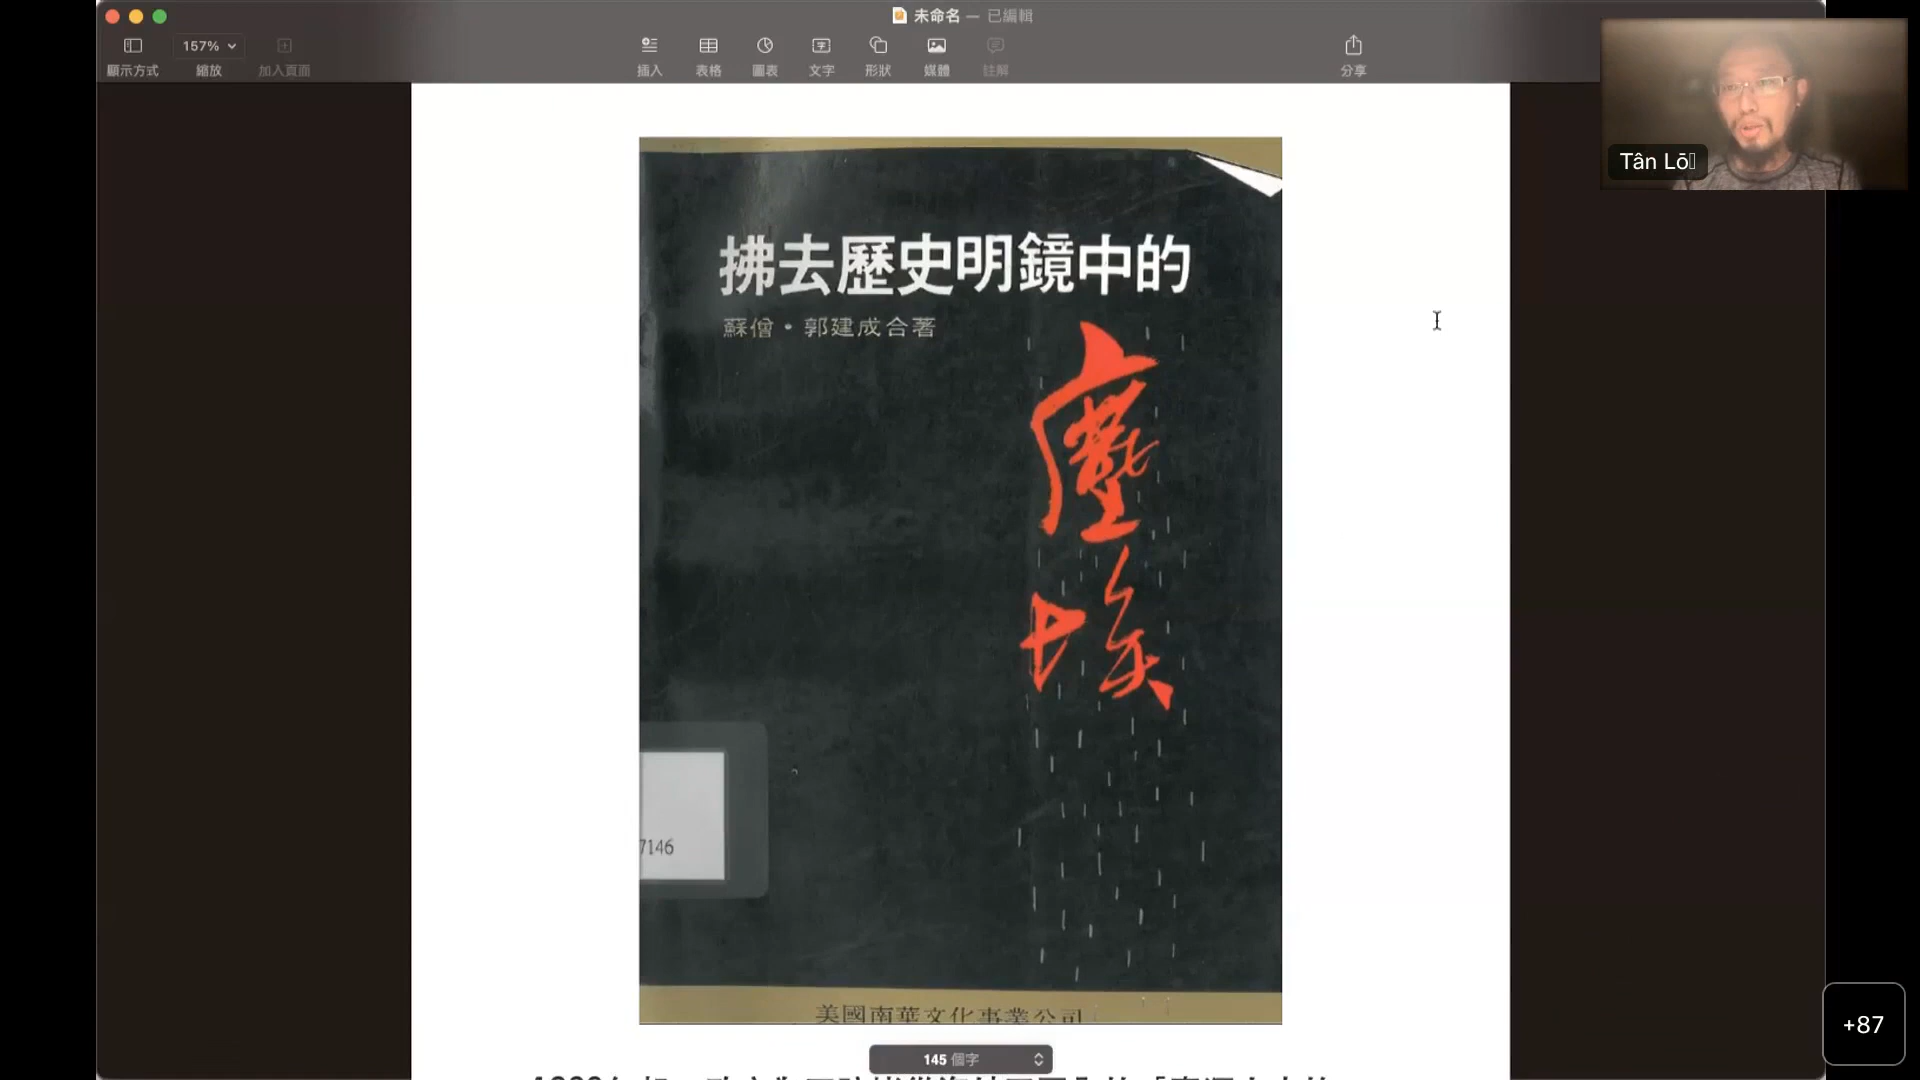 未命名 — 已編輯
157%
顯示方式
縮放
加入頁面
插入
表格
圖表
文字
形狀
媒體
註解
分享
Tân Lō
拂去歷史明鏡中的
蘇僧·郭建成合著
塵埃
7146
美國南華文化事業公司
145 個字
+87